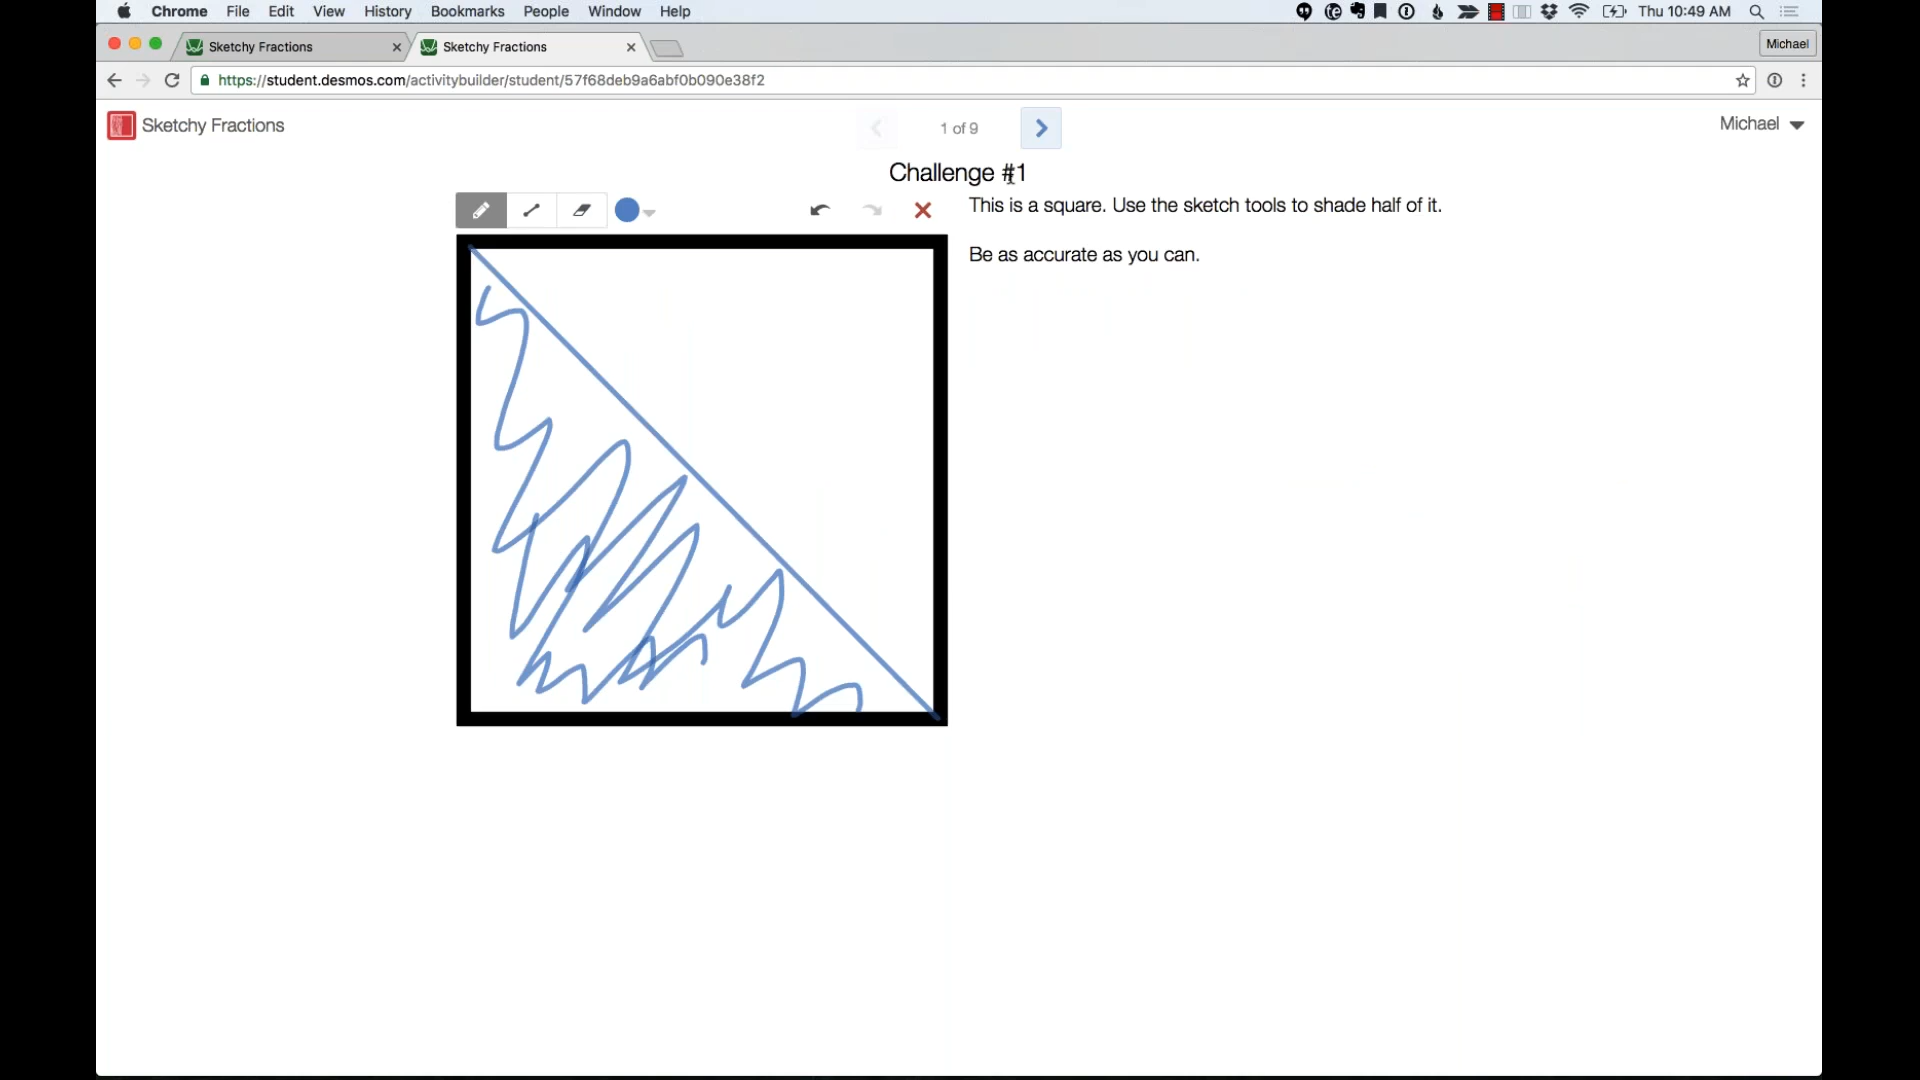 Chrome File Edit View History Bookmarks People Window Help Thu 10:49 AM
Sketchy Fractions Sketchy Fractions Michael
https://student.desmos.com/activitybuilder/student/57f68deb9a6abf0b090e38f2
Sketchy Fractions 1 of 9 Michael
Challenge #1
This is a square. Use the sketch tools to shade half of it.
Be as accurate as you can.